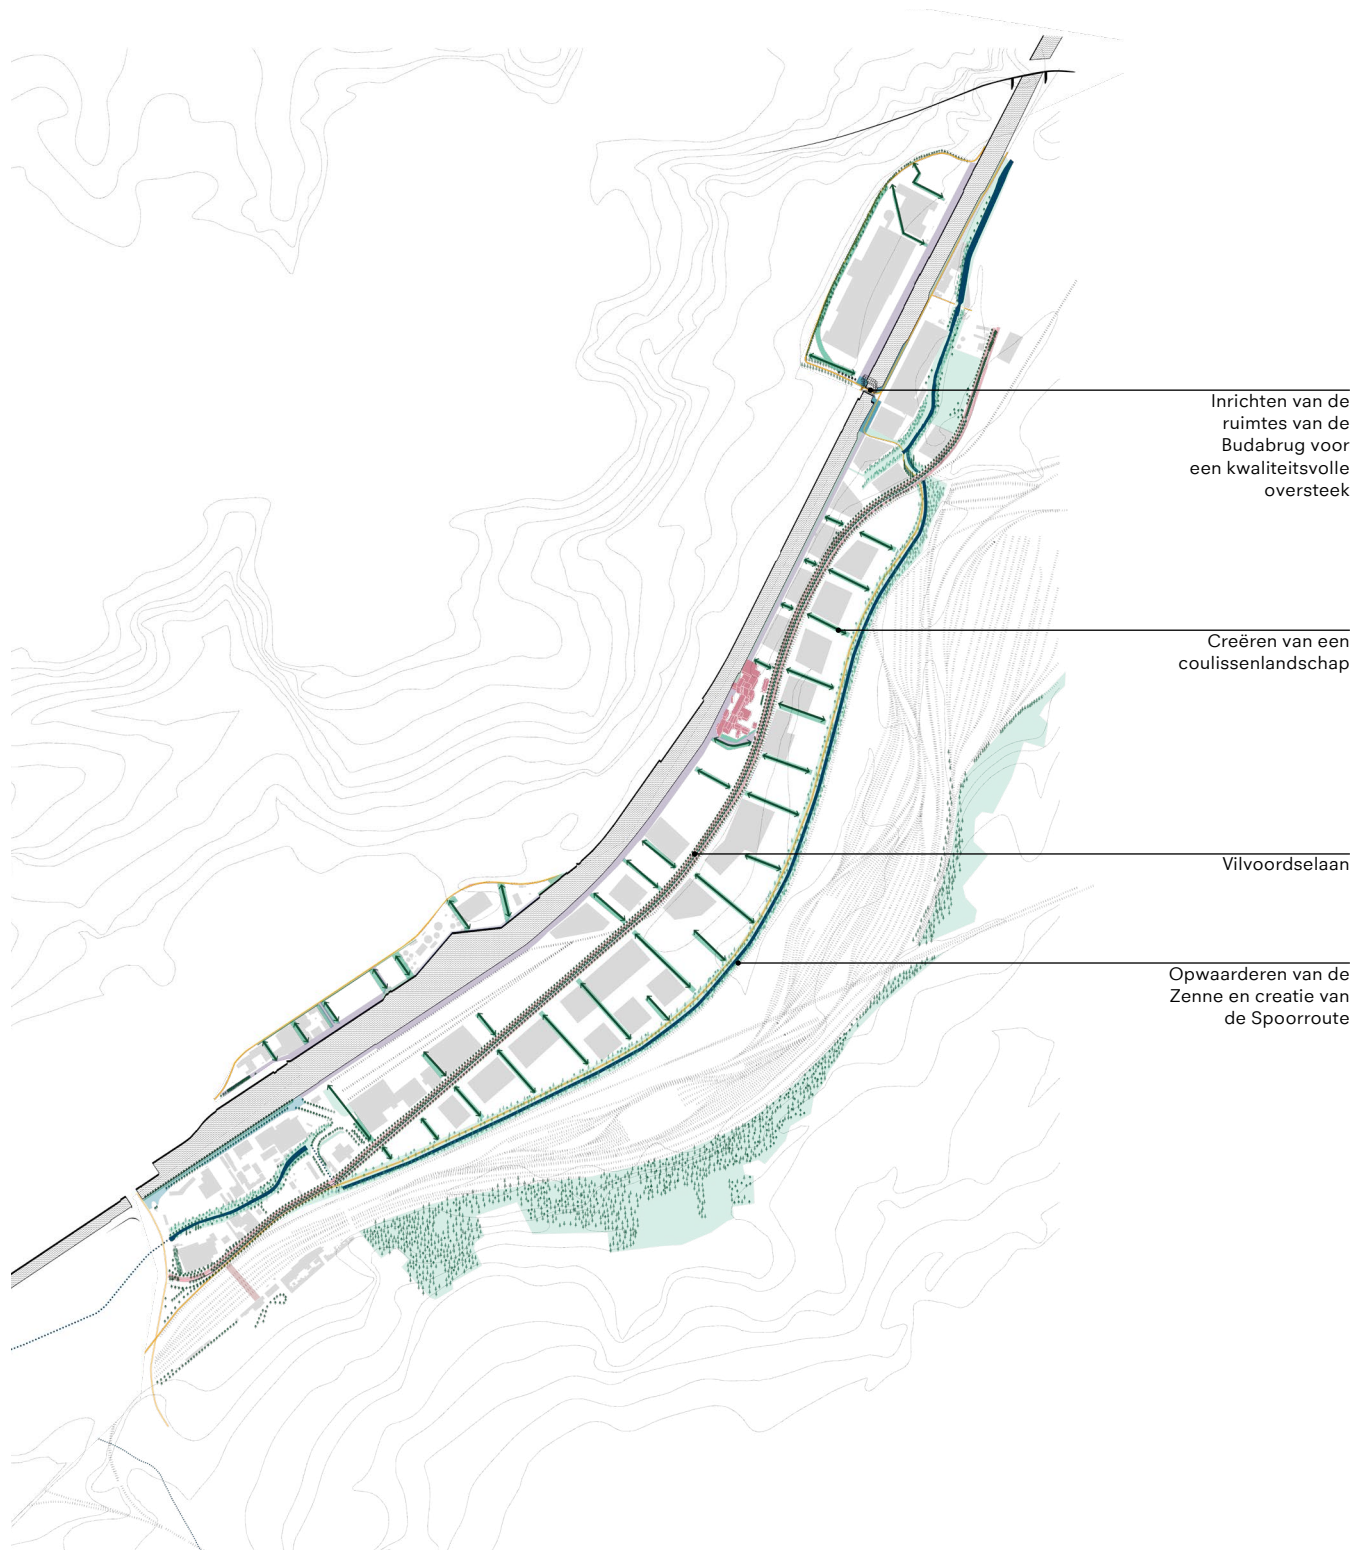 Inrichten van de
ruimtes van de
Budabrug voor
een kwaliteitsvolle
oversteek
Creëren van een
coulissenlandschap
Vilvoordselaan
Opwaarderen van de
Zenne en creatie van
de Spoorroute